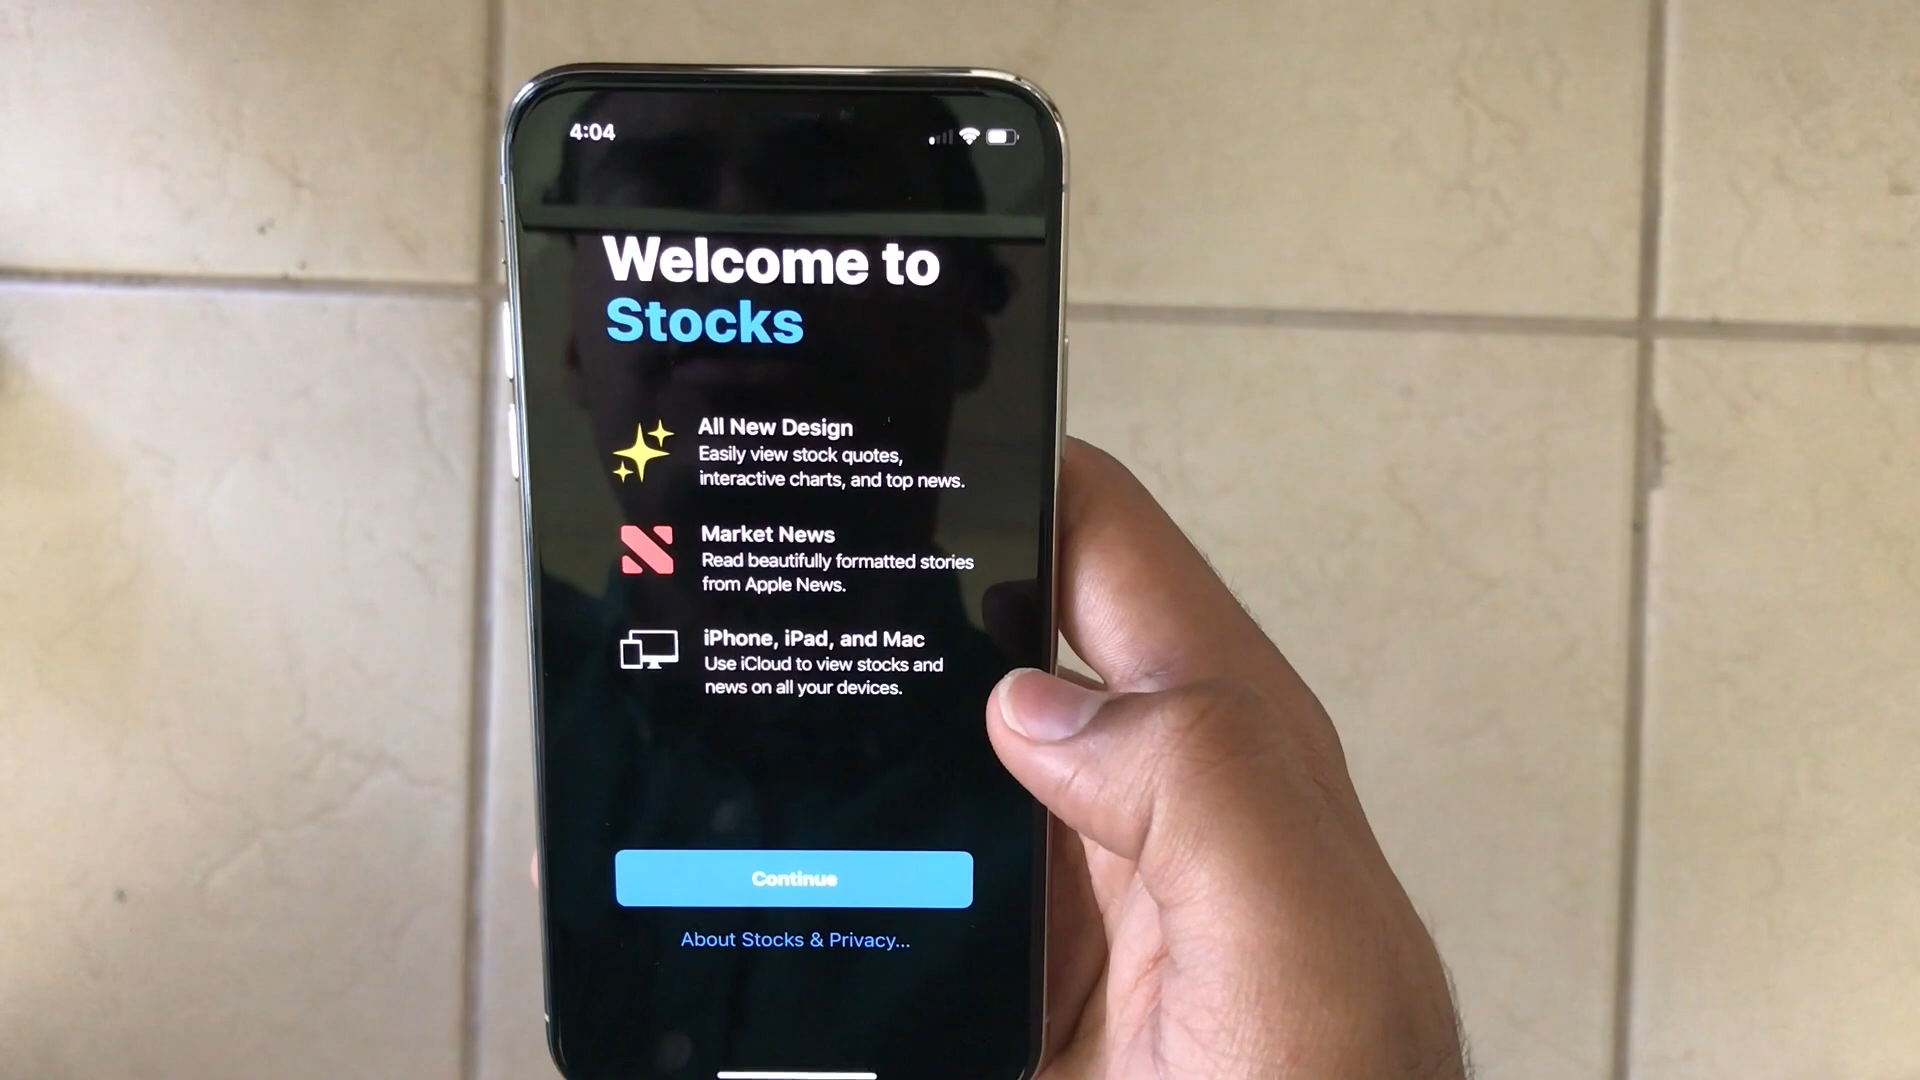 4:04
Welcome to
Stocks
All New Design
Easily view stock quotes,
interactive charts, and top news.
Market News
Read beautifully formatted stories
from Apple News.
iPhone, iPad, and Mac
Use iCloud to view stocks and
news on all your devices.
Continue
About Stocks & Privacy...